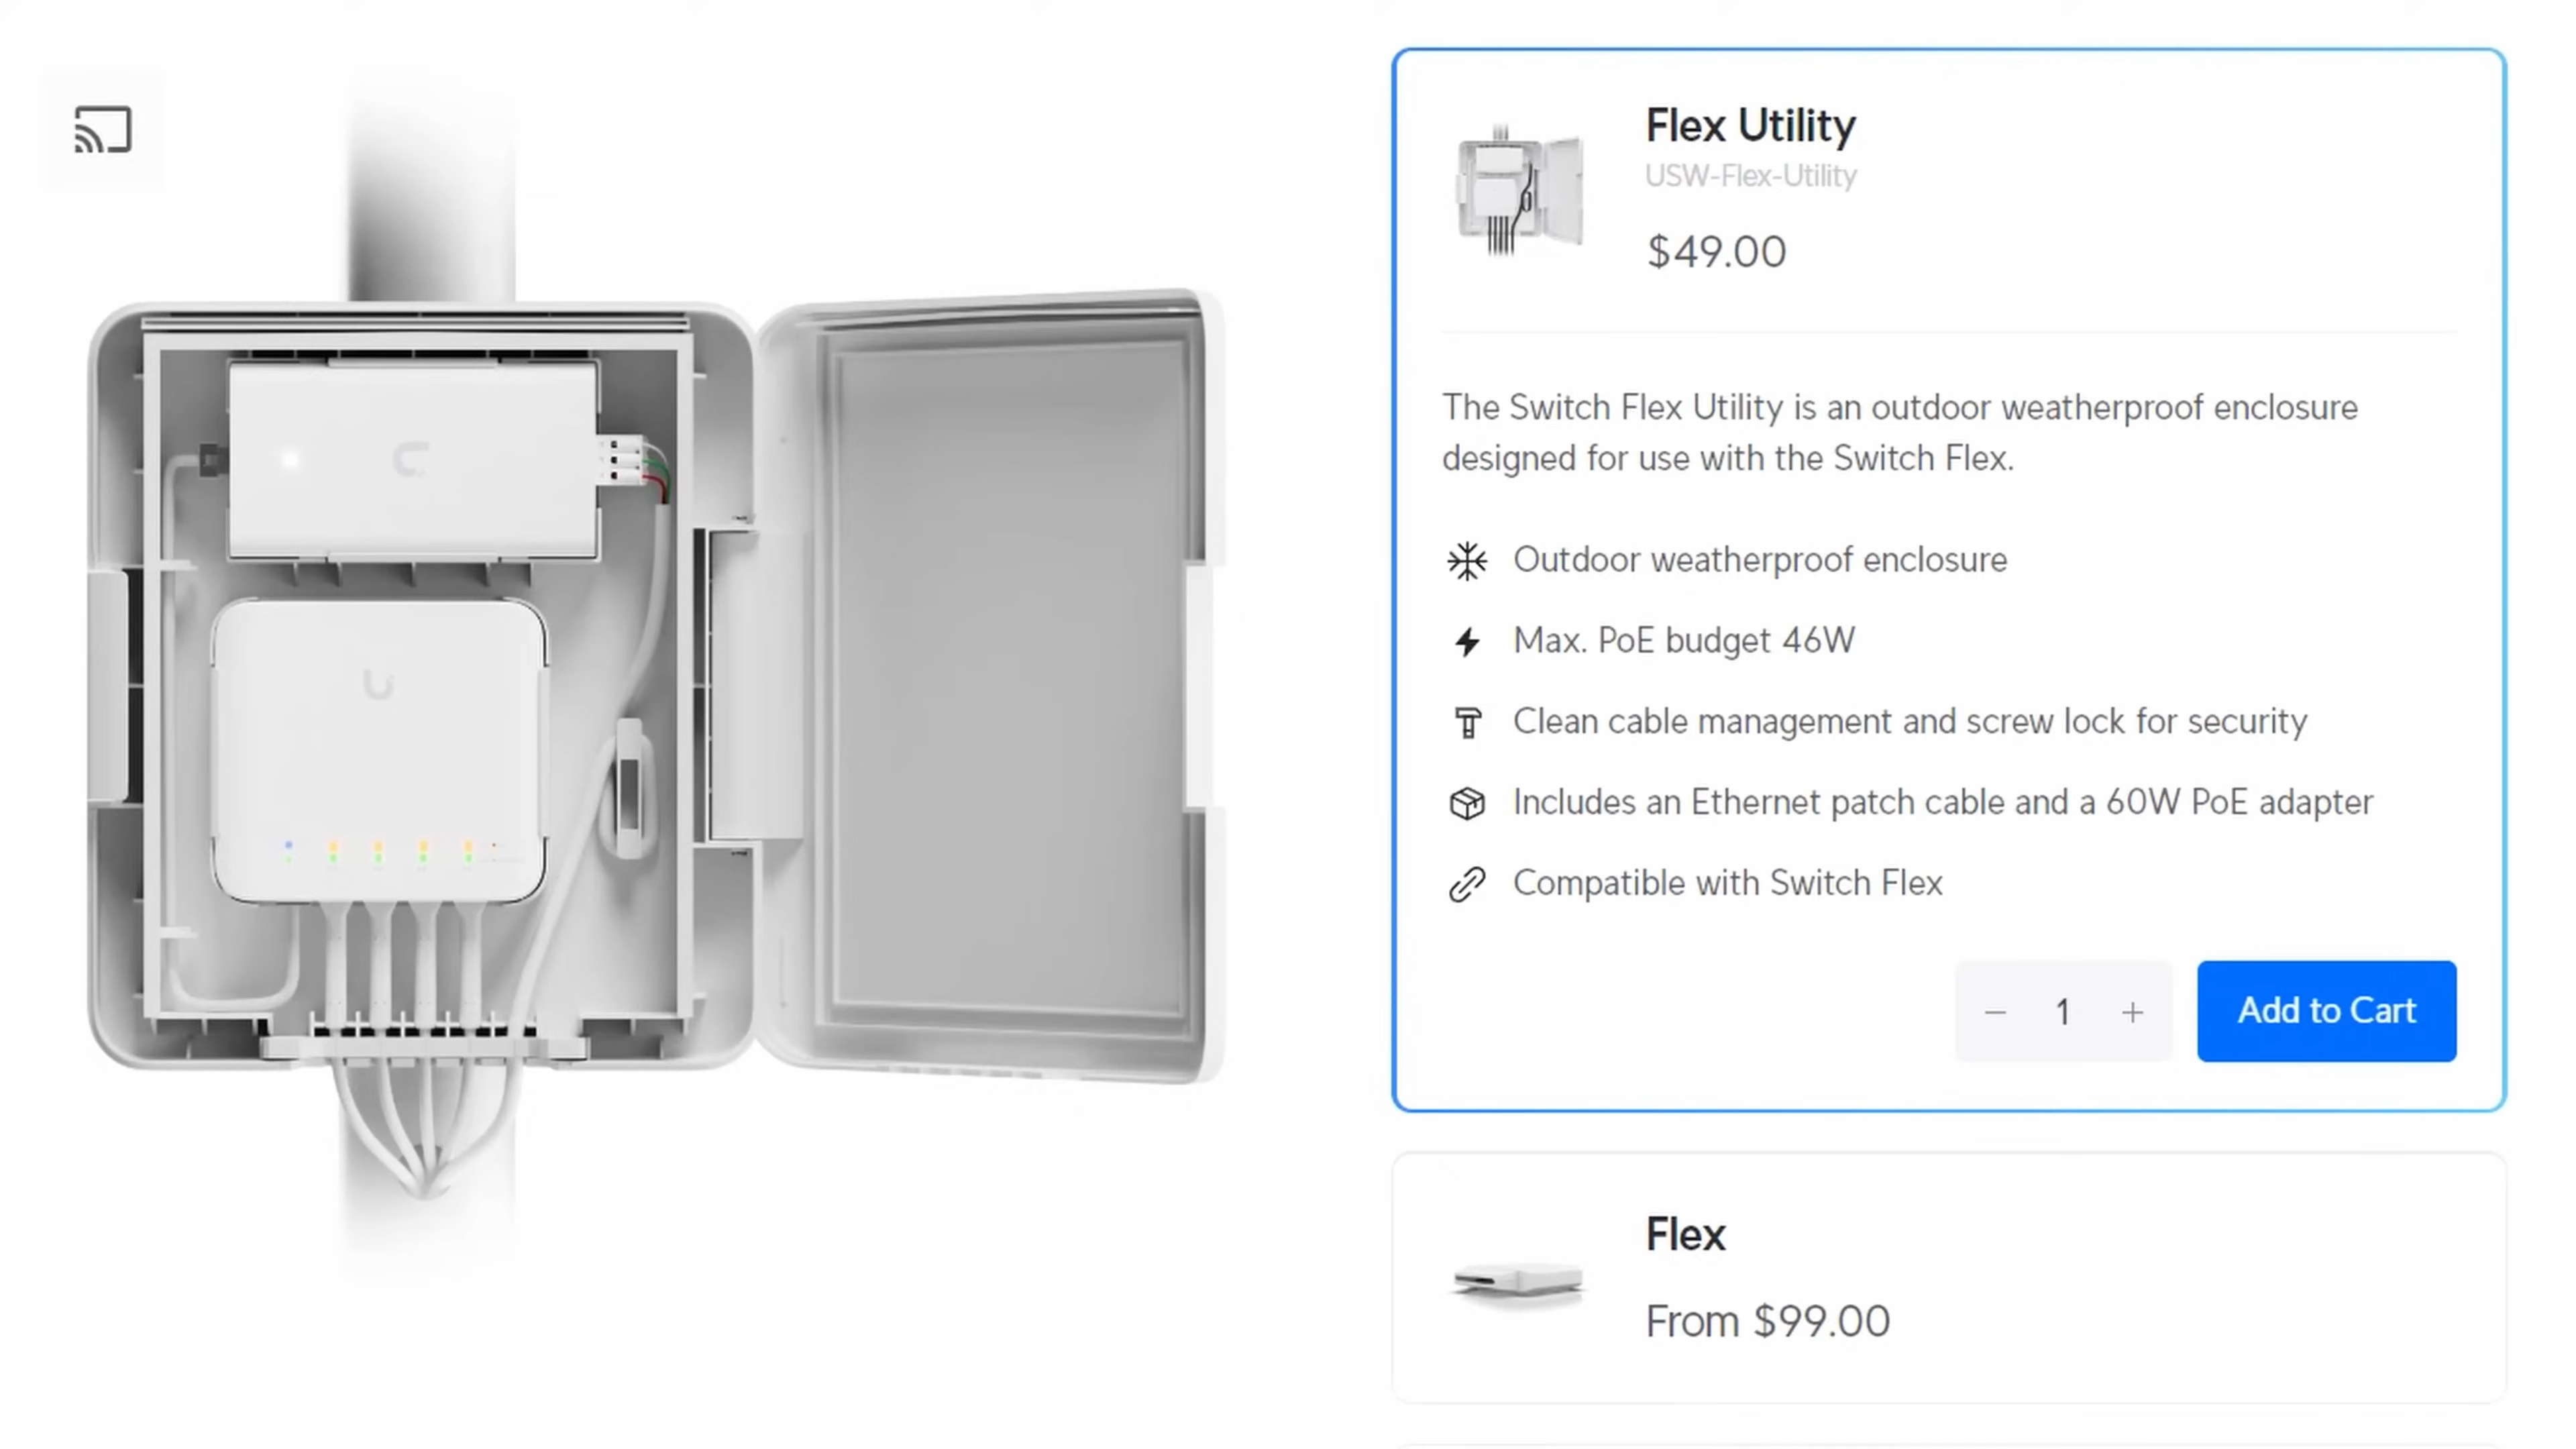 Flex Utility
USW-Flex-Utility
$49.00
The Switch Flex Utility is an outdoor weatherproof enclosure
designed for use with the Switch Flex.
Outdoor weatherproof enclosure
Max. PoE budget 46W
Clean cable management and screw lock for security
Includes an Ethernet patch cable and a 60W PoE adapter
Compatible with Switch Flex
1
Add to Cart
Flex
From $99.00